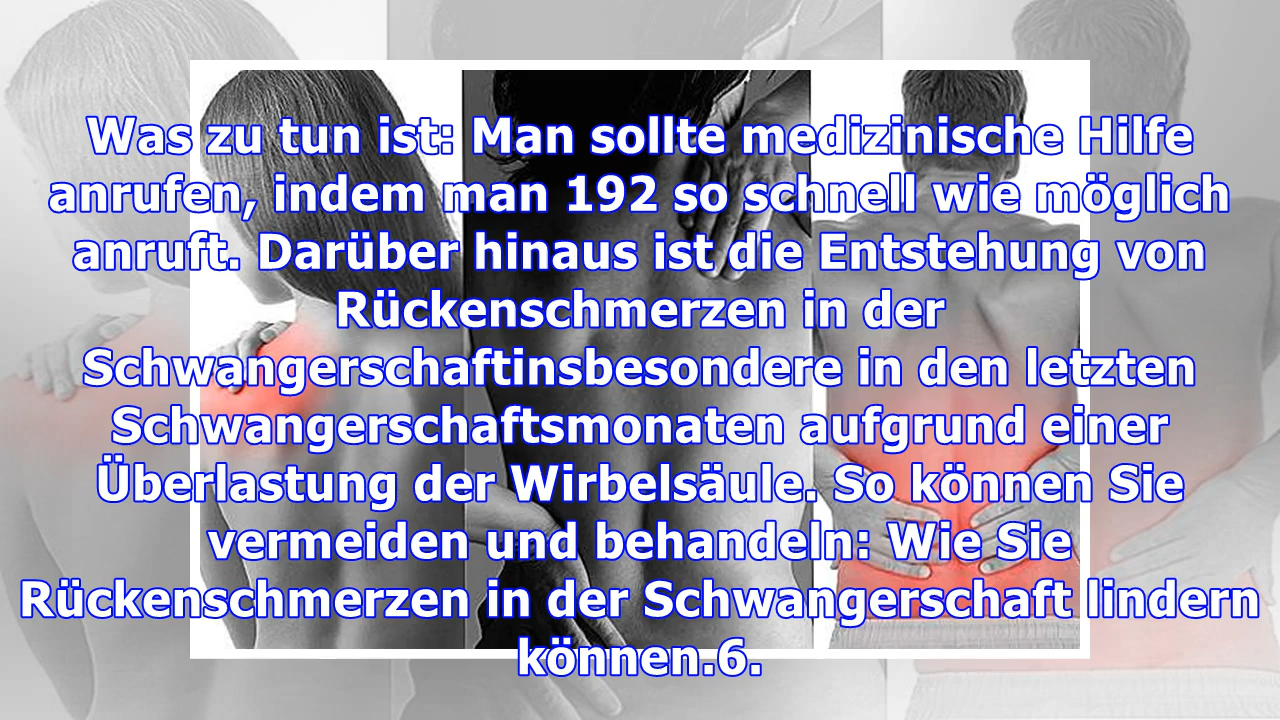 Was zu tun ist: Man sollte medizinische Hilfe
anrufen, indem man 192 so schnell wie möglich
anruft. Darüber hinaus ist die Entstehung von
Rückenschmerzen in der
Schwangerschaftinsbesondere in den letzten
Schwangerschaftsmonaten aufgrund einer
Überlastung der Wirbelsäule. So können Sie
vermeiden und behandeln: Wie Sie
Rückenschmerzen in der Schwangerschaft lindern
können.6.